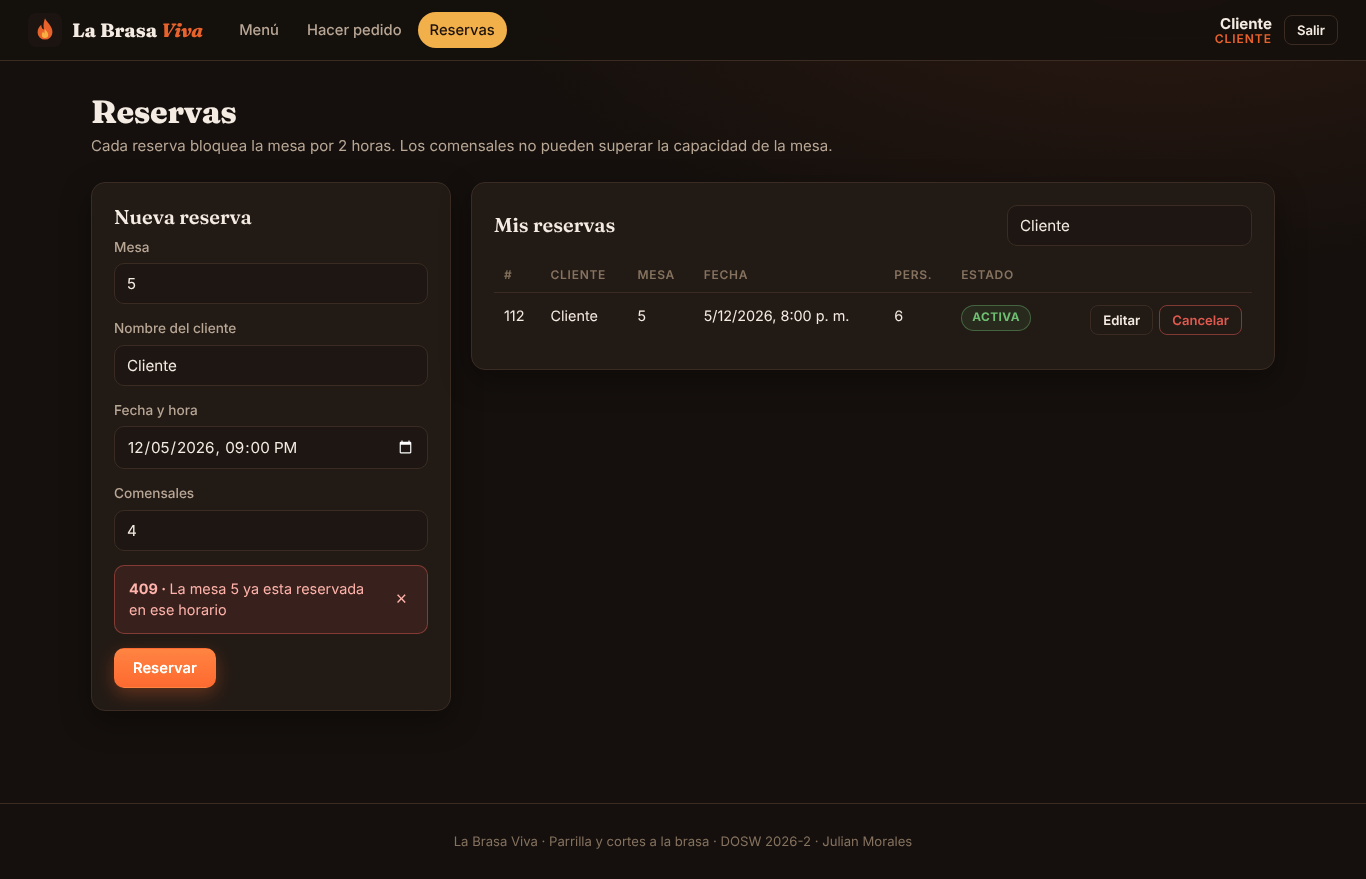 La Brasa Viva
Menú
Hacer pedido
Reservas
Cliente
CLIENTE
Salir
Reservas
Cada reserva bloquea la mesa por 2 horas. Los comensales no pueden superar la capacidad de la mesa.
Nueva reserva
Mesa
5
Nombre del cliente
Cliente
Fecha y hora
12/05/2026, 09:00 PM
Comensales
4
409 · La mesa 5 ya esta reservada
en ese horario
×
Reservar
Mis reservas
Cliente
# CLIENTE MESA FECHA PERS. ESTADO
112 Cliente 5 5/12/2026, 8:00 p. m. 6 ACTIVA Editar Cancelar
La Brasa Viva · Parrilla y cortes a la brasa · DOSW 2026-2 · Julian Morales